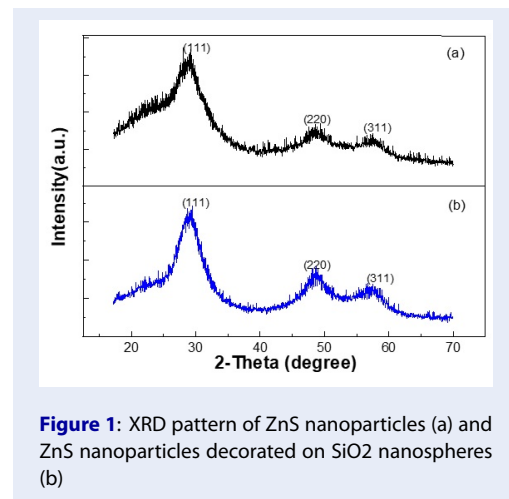 (111)
(a)
(220)
(311)
Intensity(a.u.)
(111)
(b)
(220)
(311)
20 30 40 50 60 70
2-Theta (degree)
Figure 1: XRD pattern of ZnS nanoparticles (a) and
ZnS nanoparticles decorated on SiO2 nanospheres
(b)